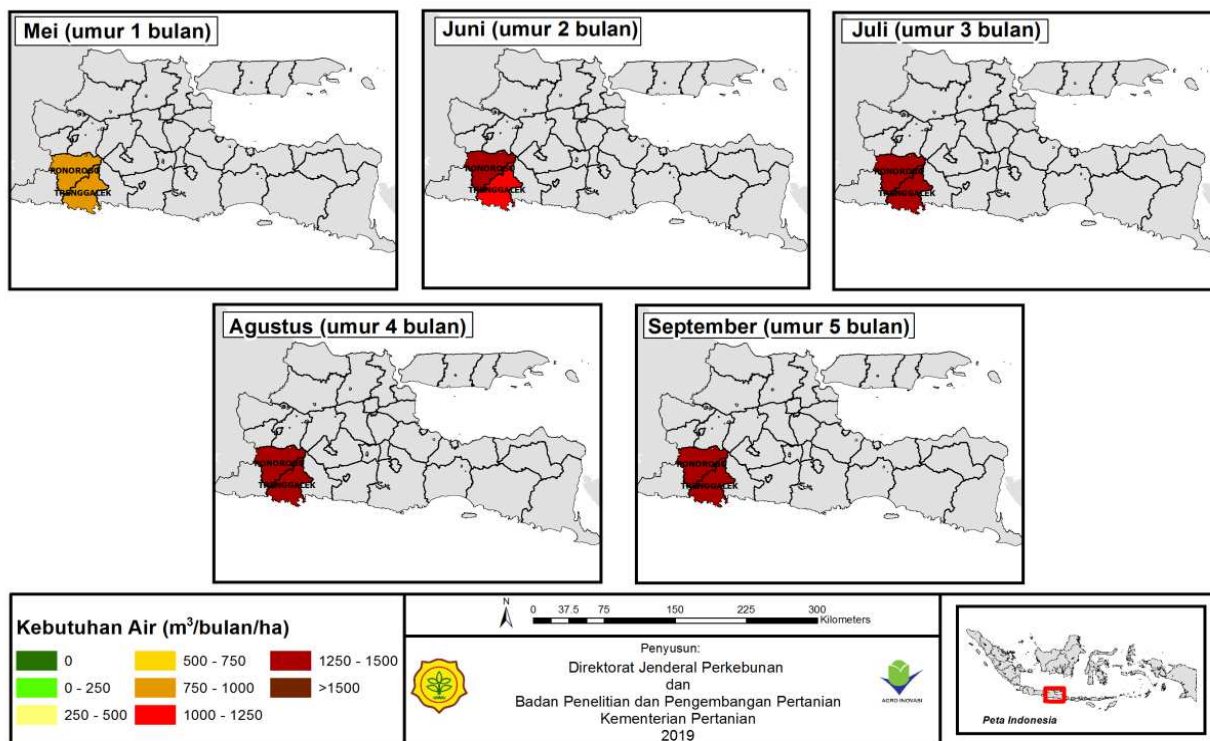 Mei (umur 1 bulan)
PONOROGO
TRENGGALEK
Juni (umur 2 bulan)
PONOROGO
TRENGGALEK
Juli (umur 3 bulan)
PONOROGO
TRENGGALEK
Agustus (umur 4 bulan)
PONOROGO
TRENGGALEK
September (umur 5 bulan)
PONOROGO
TRENGGALEK
Kebutuhan Air (m³/bulan/ha)
0
0 - 250
250 - 500
500 - 750
750 - 1000
1000 - 1250
1250 - 1500
>1500
N
0 37.5 75 150 225 300
Kilometers
Penyusun:
Direktorat Jenderal Perkebunan
dan
Badan Penelitian dan Pengembangan Pertanian
Kementerian Pertanian
2019
AGRO INOVASI
Peta Indonesia